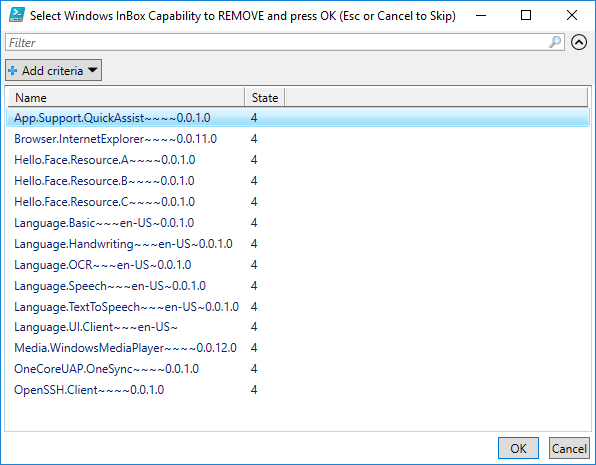 Select Windows InBox Capability to REMOVE and press OK (Esc or Cancel to Skip)
Filter
Add criteria
Name State
App.Support.QuickAssist~~~~0.0.1.0 4
Browser.InternetExplorer~~~~0.0.11.0 4
Hello.Face.Resource.A~~~~0.0.1.0 4
Hello.Face.Resource.B~~~~0.0.1.0 4
Hello.Face.Resource.C~~~~0.0.1.0 4
Language.Basic~~~en-US~0.0.1.0 4
Language.Handwriting~~~en-US~0.0.1.0 4
Language.OCR~~~en-US~0.0.1.0 4
Language.Speech~~~en-US~0.0.1.0 4
Language.TextToSpeech~~~en-US~0.0.1.0 4
Language.UI.Client~~~en-US~ 4
Media.WindowsMediaPlayer~~~~0.0.12.0 4
OneCoreUAP.OneSync~~~~0.0.1.0 4
OpenSSH.Client~~~~0.0.1.0 4
OK Cancel